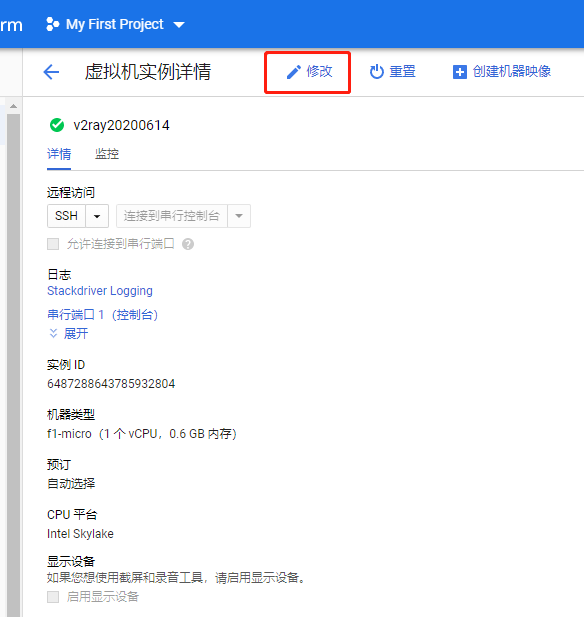 rm My First Project
虚拟机实例详情 修改 重置 创建机器映像
v2ray20200614
详情 监控
远程访问
SSH 连接到串行控制台
允许连接到串行端口 ?
日志
Stackdriver Logging
串行端口 1（控制台）
展开
实例 ID
6487288643785932804
机器类型
f1-micro（1 个 vCPU，0.6 GB 内存）
预订
自动选择
CPU 平台
Intel Skylake
显示设备
如果您想使用截屏和录音工具，请启用显示设备。
启用显示设备